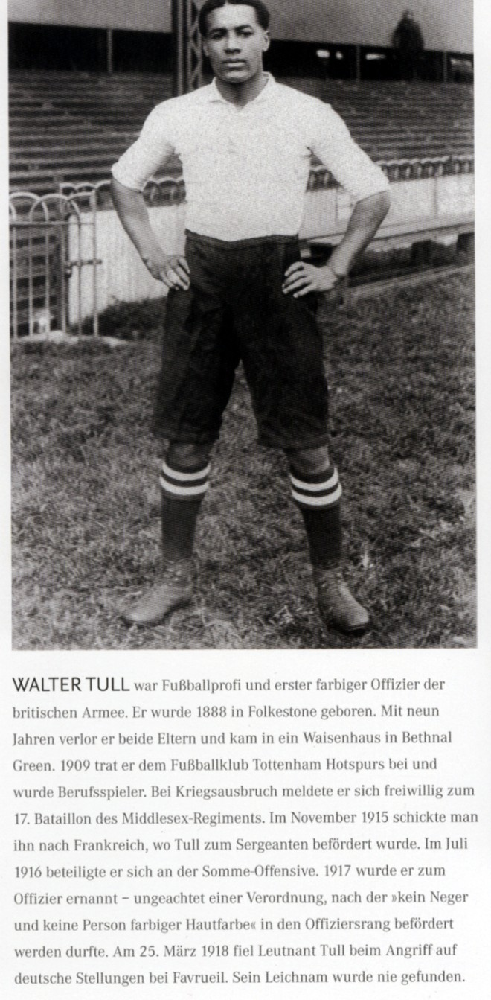 WALTER TULL war Fußballprofi und erster farbiger Offizier der
britischen Armee. Er wurde 1888 in Folkestone geboren. Mit neun
Jahren verlor er beide Eltern und kam in ein Waisenhaus in Bethnal
Green. 1909 trat er dem Fußballklub Tottenham Hotspurs bei und
wurde Berufsspieler. Bei Kriegsausbruch meldete er sich freiwillig zum
17. Bataillon des Middlesex-Regiments. Im November 1915 schickte man
ihn nach Frankreich, wo Tull zum Sergeanten befördert wurde. Im Juli
1916 beteiligte er sich an der Somme-Offensive. 1917 wurde er zum
Offizier ernannt – ungeachtet einer Verordnung, nach der »kein Neger
und keine Person farbiger Hautfarbe« in den Offiziersrang befördert
werden durfte. Am 25. März 1918 fiel Leutnant Tull beim Angriff auf
deutsche Stellungen bei Favrueil. Sein Leichnam wurde nie gefunden.